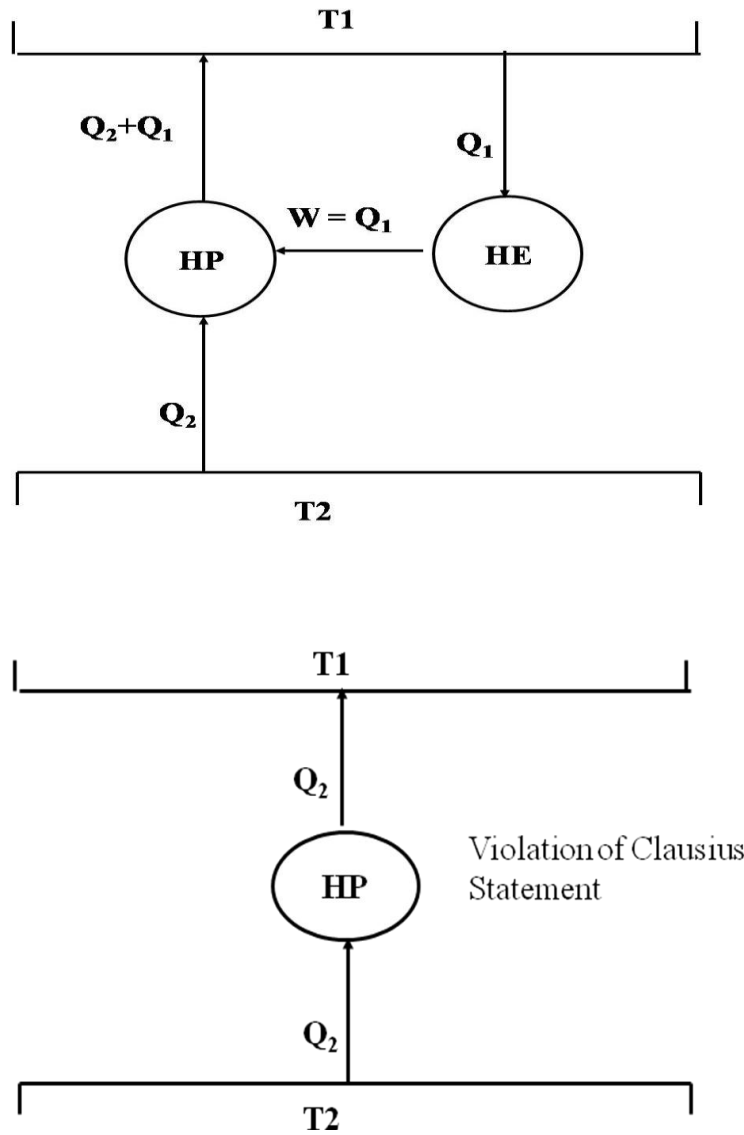 T1
Q₂+Q₁
Q₁
W = Q₁
HP
HE
Q₂
T2
T1
Q₂
Violation of Clausius
Statement
HP
Q₂
T2